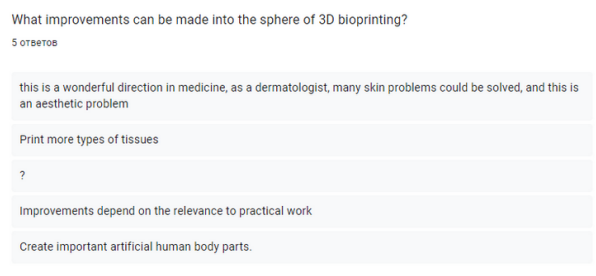 What improvements can be made into the sphere of 3D bioprinting?
5 ответов
this is a wonderful direction in medicine, as a dermatologist, many skin problems could be solved, and this is
an aesthetic problem
Print more types of tissues
?
Improvements depend on the relevance to practical work
Create important artificial human body parts.